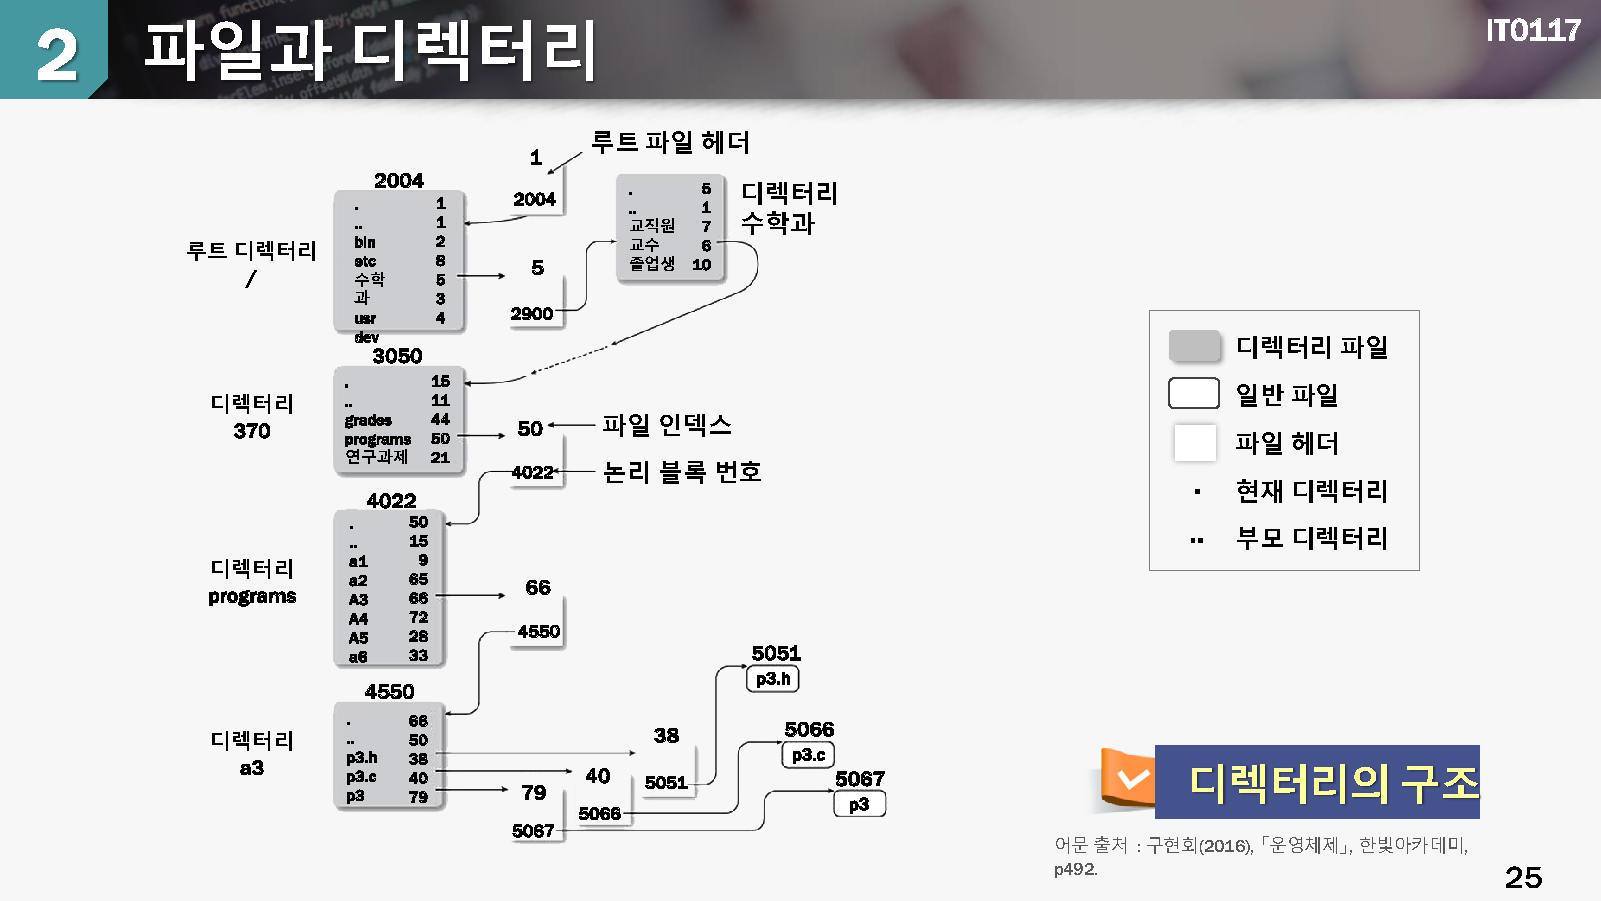 2
파일과 디렉터리
IT0117
루트 파일 헤더
1
2004
2004
. 1
.. 1
bin 2
etc 8
수학 5
과 3
usr 4
dev
루트 디렉터리
/
5
2900
. 5
.. 1
교직원 7
교수 6
졸업생 10
디렉터리
수학과
3050
. 15
.. 11
grades 44
programs 50
연구과제 21
디렉터리
370
50
파일 인덱스
4022
논리 블록 번호
4022
. 50
.. 15
a1 9
a2 65
A3 66
A4 72
A5 28
a6 33
디렉터리
programs
66
4550
4550
. 66
.. 50
p3.h 38
p3.c 40
p3 79
디렉터리
a3
38
5051
40
5066
79
5067
5051
p3.h
5066
p3.c
5067
p3
디렉터리 파일
일반 파일
파일 헤더
. 현재 디렉터리
.. 부모 디렉터리
디렉터리의 구조
어문 출처 : 구현회(2016), 「운영체제」, 한빛아카데미,
p492.
25